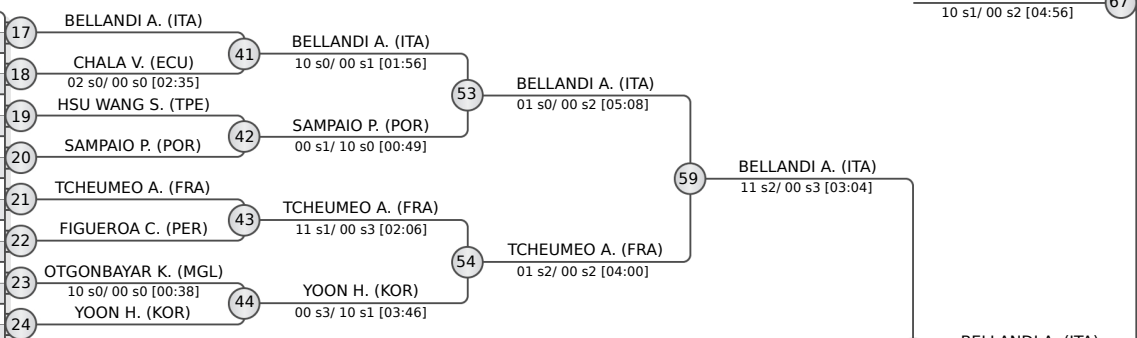 67
10 s1/ 00 s2 [04:56]
17
BELLANDI A. (ITA)
18
CHALA V. (ECU)
02 s0/ 00 s0 [02:35]
19
HSU WANG S. (TPE)
20
SAMPAIO P. (POR)
21
TCHEUMEO A. (FRA)
22
FIGUEROA C. (PER)
23
OTGONBAYAR K. (MGL)
10 s0/ 00 s0 [00:38]
24
YOON H. (KOR)
41
BELLANDI A. (ITA)
10 s0/ 00 s1 [01:56]
42
SAMPAIO P. (POR)
00 s1/ 10 s0 [00:49]
43
TCHEUMEO A. (FRA)
11 s1/ 00 s3 [02:06]
44
YOON H. (KOR)
00 s3/ 10 s1 [03:46]
53
BELLANDI A. (ITA)
01 s0/ 00 s2 [05:08]
54
TCHEUMEO A. (FRA)
01 s2/ 00 s2 [04:00]
59
BELLANDI A. (ITA)
11 s2/ 00 s3 [03:04]
BELLANDI A. (ITA)